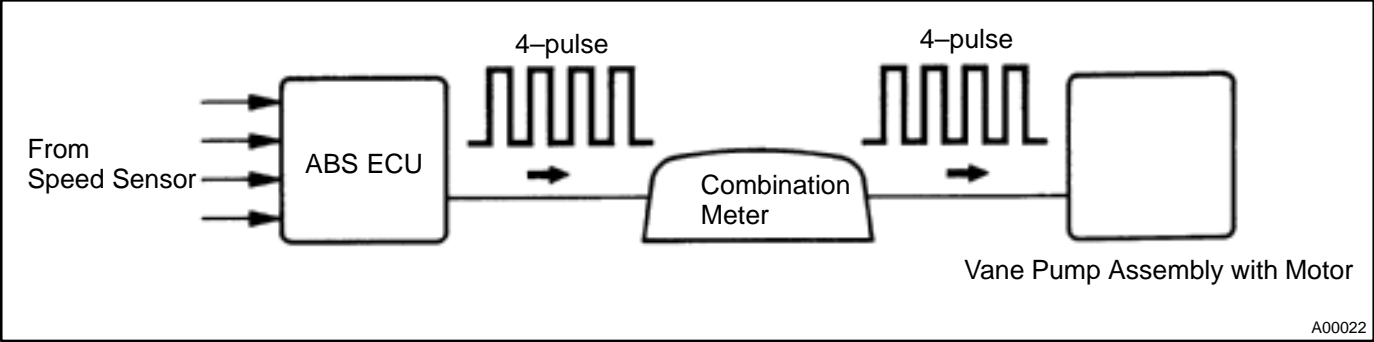 4–pulse
4–pulse
From
Speed Sensor
ABS ECU
Combination
Meter
Vane Pump Assembly with Motor
A00022